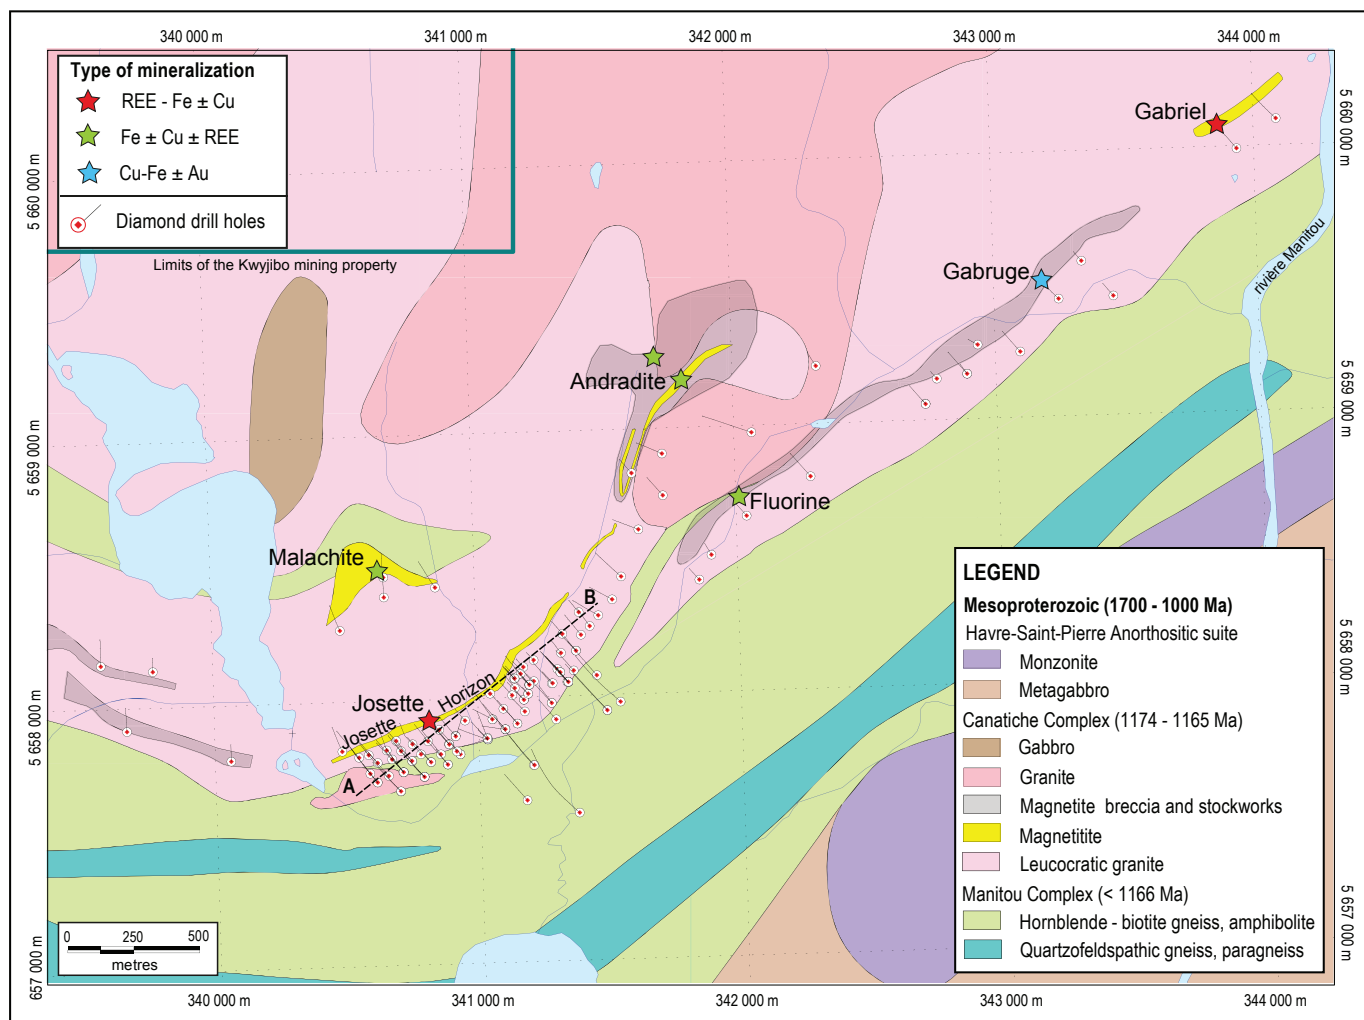 340 000 m
341 000 m
342 000 m
343 000 m
344 000 m
Type of mineralization
REE - Fe ± Cu
Fe ± Cu ± REE
Cu-Fe ± Au
Diamond drill holes
Limits of the Kwyjibo mining property
5 660 000 m
5 659 000 m
5 658 000 m
657 000 m
5 660 000 m
5 659 000 m
5 658 000 m
5 657 000 m
Gabriel
Gabruge
rivière Manitou
Andradite
Fluorine
Malachite
B
Josette
Josette Horizon
A
LEGEND
Mesoproterozoic (1700 - 1000 Ma)
Havre-Saint-Pierre Anorthositic suite
Monzonite
Metagabbro
Canatiche Complex (1174 - 1165 Ma)
Gabbro
Granite
Magnetite breccia and stockworks
Magnetitite
Leucocratic granite
Manitou Complex (< 1166 Ma)
Hornblende - biotite gneiss, amphibolite
Quartzofeldspathic gneiss, paragneiss
0 250 500
metres
340 000 m
341 000 m
342 000 m
343 000 m
344 000 m